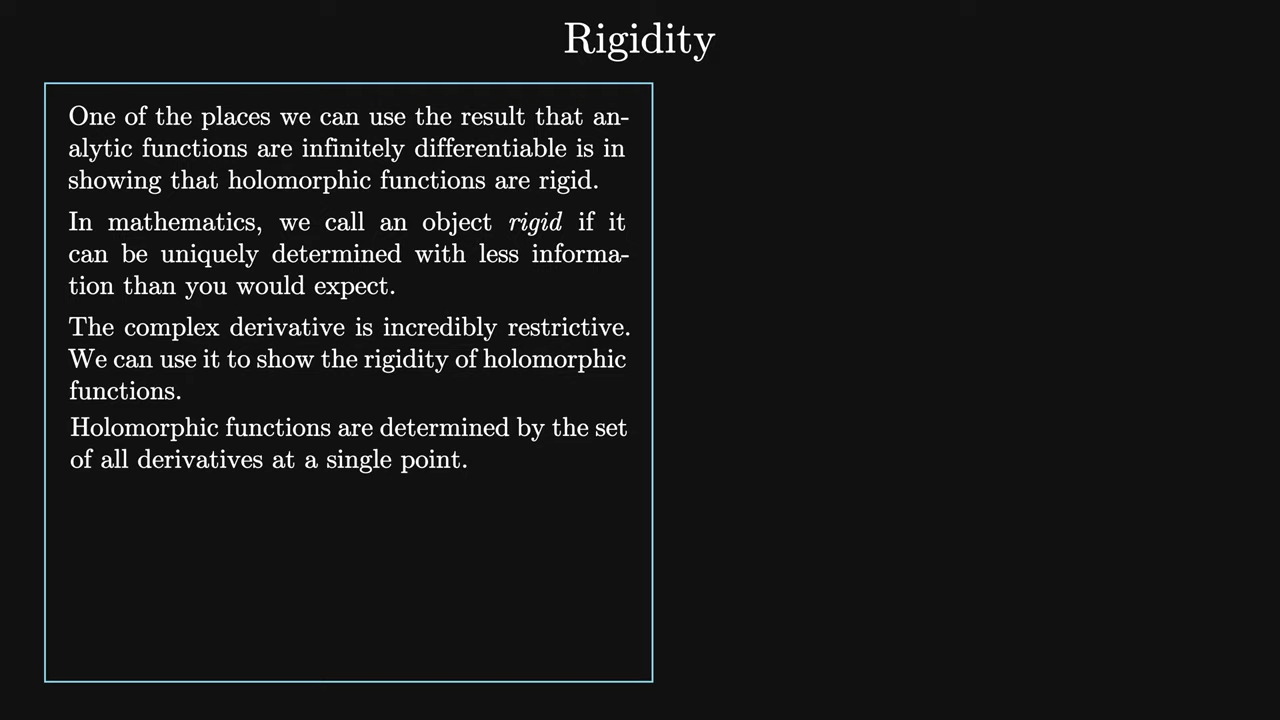 Rigidity
One of the places we can use the result that an-
alytic functions are infinitely differentiable is in
showing that holomorphic functions are rigid.
In mathematics, we call an object rigid if it
can be uniquely determined with less informa-
tion than you would expect.
The complex derivative is incredibly restrictive.
We can use it to show the rigidity of holomorphic
functions.
Holomorphic functions are determined by the set
of all derivatives at a single point.